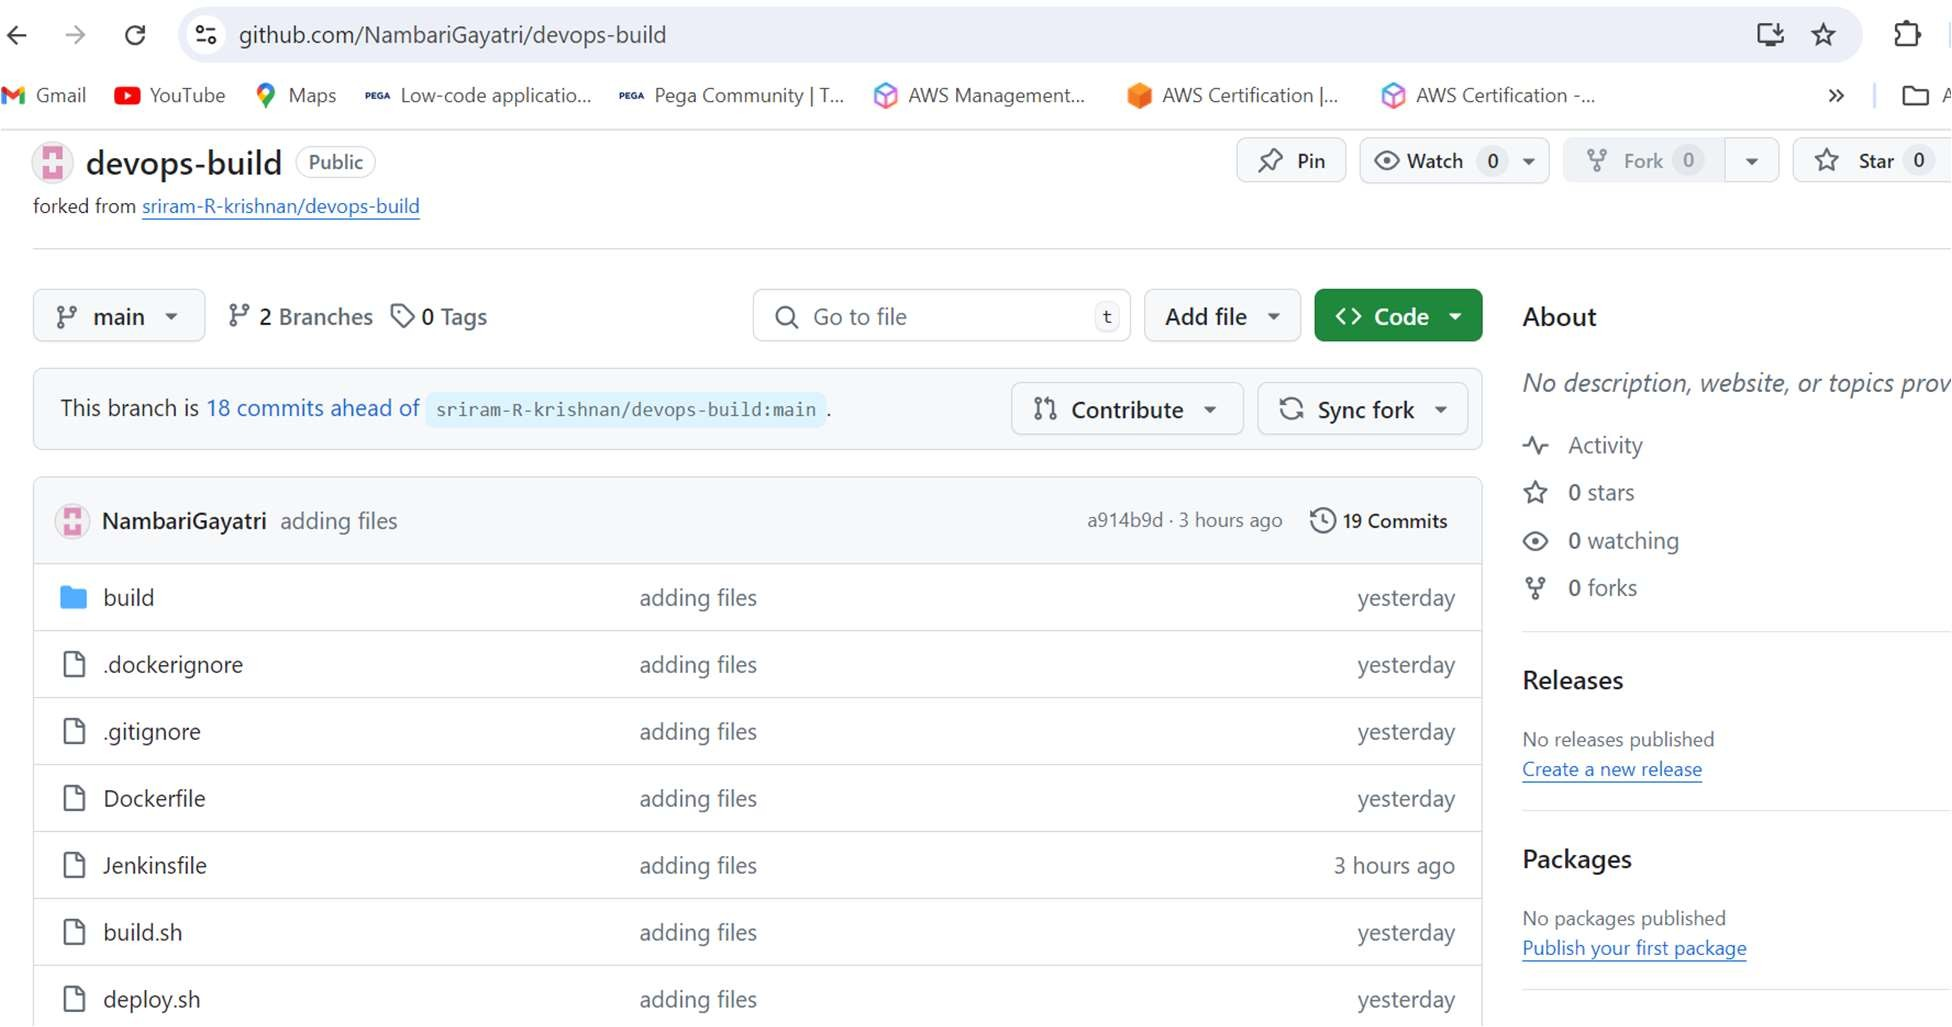 github.com/NambariGayatri/devops-build
Gmail YouTube Maps PEGA Low-code applicatio... PEGA Pega Community | T... AWS Management... AWS Certification |... AWS Certification -...
devops-build Public Pin Watch 0 Fork 0 Star 0
forked from sriram-R-krishnan/devops-build
main 2 Branches 0 Tags Go to file t Add file Code About
No description, website, or topics prov
This branch is 18 commits ahead of sriram-R-krishnan/devops-build:main . Contribute Sync fork
Activity
0 stars
NambariGayatri adding files a914b9d · 3 hours ago 19 Commits
0 watching
0 forks
build adding files yesterday
.dockerignore adding files yesterday
Releases
.gitignore adding files yesterday
No releases published
Create a new release
Dockerfile adding files yesterday
Jenkinsfile adding files 3 hours ago
Packages
build.sh adding files yesterday
No packages published
Publish your first package
deploy.sh adding files yesterday